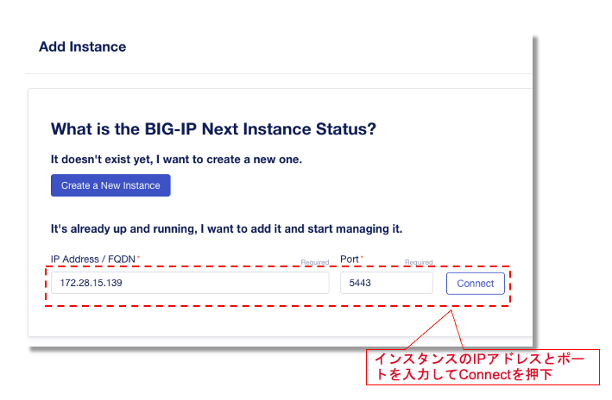 Add Instance
What is the BIG-IP Next Instance Status?
It doesn't exist yet, I want to create a new one.
Create a New Instance
It's already up and running, I want to add it and start managing it.
IP Address / FQDN* Required Port* Required
172.28.15.139 5443 Connect
インスタンスのIPアドレスとポー
トを入力してConnectを押下